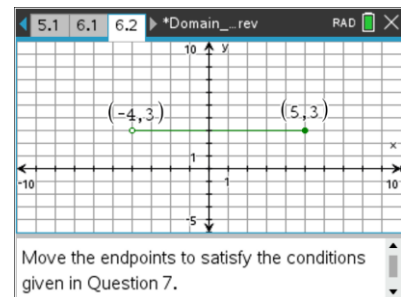 5.1 6.1 6.2 *Domain_...rev RAD
10 y
(-4,3) (5,3)
1
x
-10 1 10
-5
Move the endpoints to satisfy the conditions
given in Question 7.